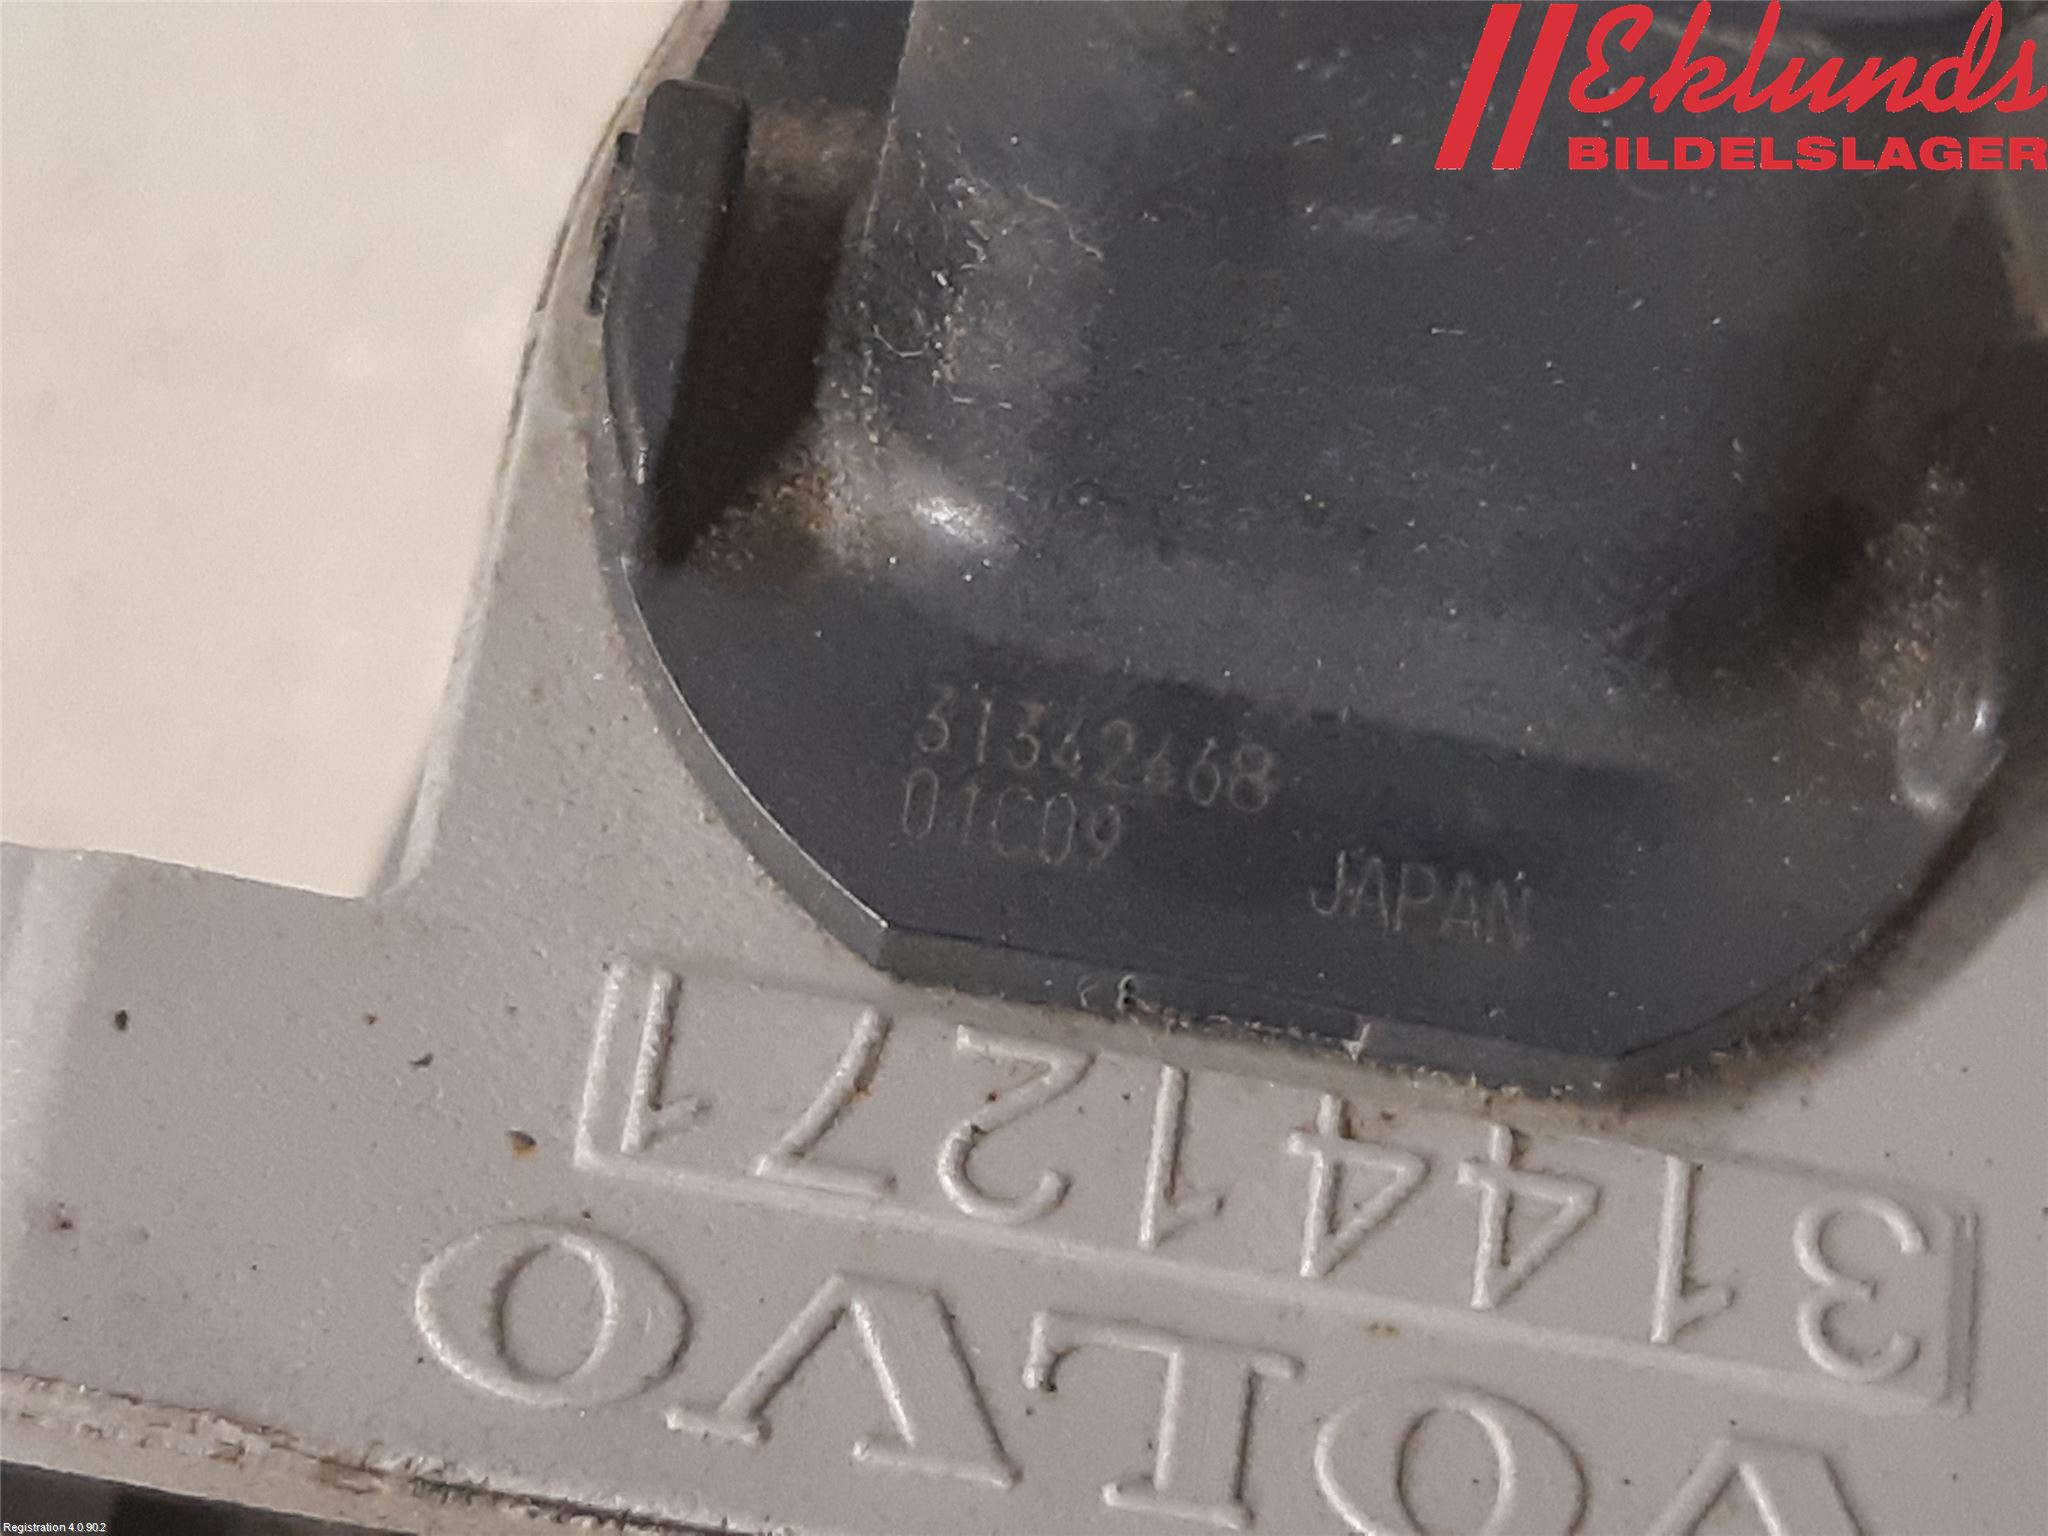 Eklunds
BILDELSLAGER
31342468
01C09
JAPAN
31441271
VOLVO
Registration 4.0.90.2